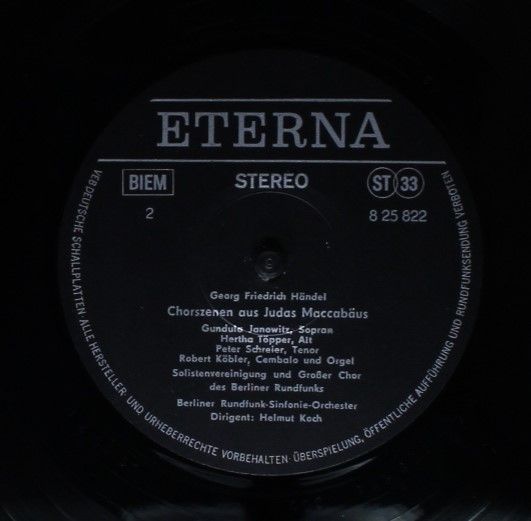 ETERNA
BIEM
STEREO
ST 33
2
8 25 822
Georg Friedrich Händel
Chorszenen aus Judas Maccabäus
Gundula Janowitz, Sopran
Hertha Töpper, Alt
Peter Schreier, Tenor
Robert Köbler, Cembalo und Orgel
Solistenvereinigung und Großer Chor
des Berliner Rundfunks
Berliner Rundfunk-Sinfonie-Orchester
Dirigent: Helmut Koch
VEB DEUTSCHE SCHALLPLATTEN · ALLE HERSTELLER- UND URHEBERRECHTE VORBEHALTEN · ÜBERSPIELUNG, ÖFFENTLICHE AUFFÜHRUNG UND RUNDFUNKSENDUNG VERBOTEN